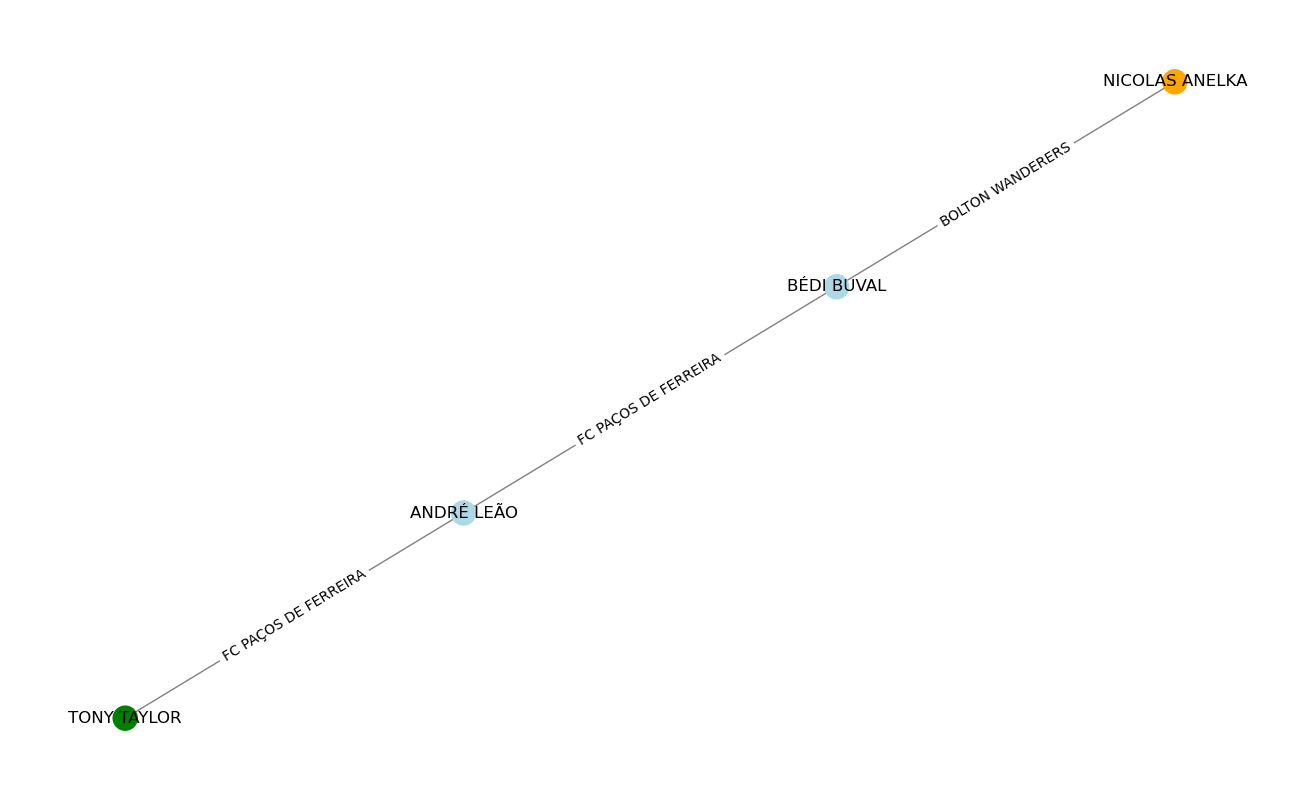 NICOLAS ANELKA
BOLTON WANDERERS
BÉDI BUVAL
FC PAÇOS DE FERREIRA
ANDRÉ LEÃO
FC PAÇOS DE FERREIRA
TONY TAYLOR